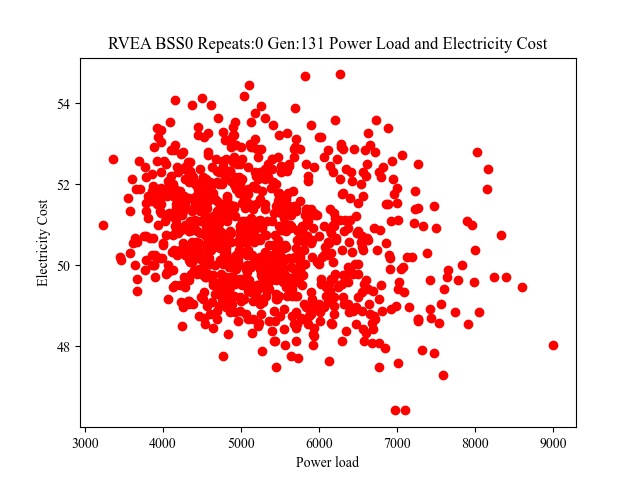 RVEA BSS0 Repeats:0 Gen:131 Power Load and Electricity Cost
Electricity Cost
54
52
50
48
3000 4000 5000 6000 7000 8000 9000
Power load